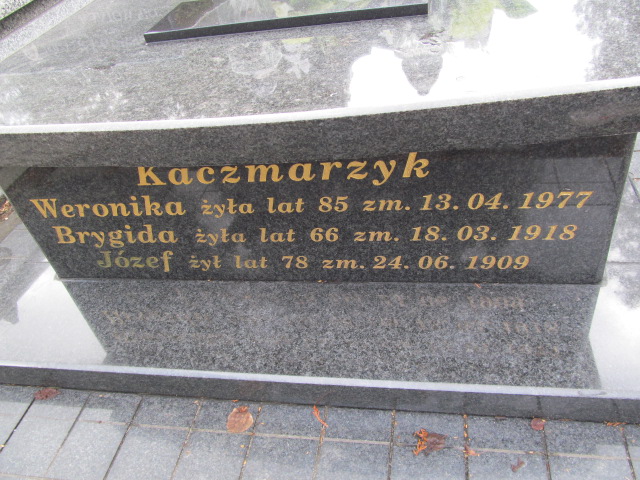 Kaczmarzyk
Weronika żyła lat 85 zm. 13.04.1977
Brygida żyła lat 66 zm. 18.03.1918
Józef żył lat 78 zm. 24.06.1909